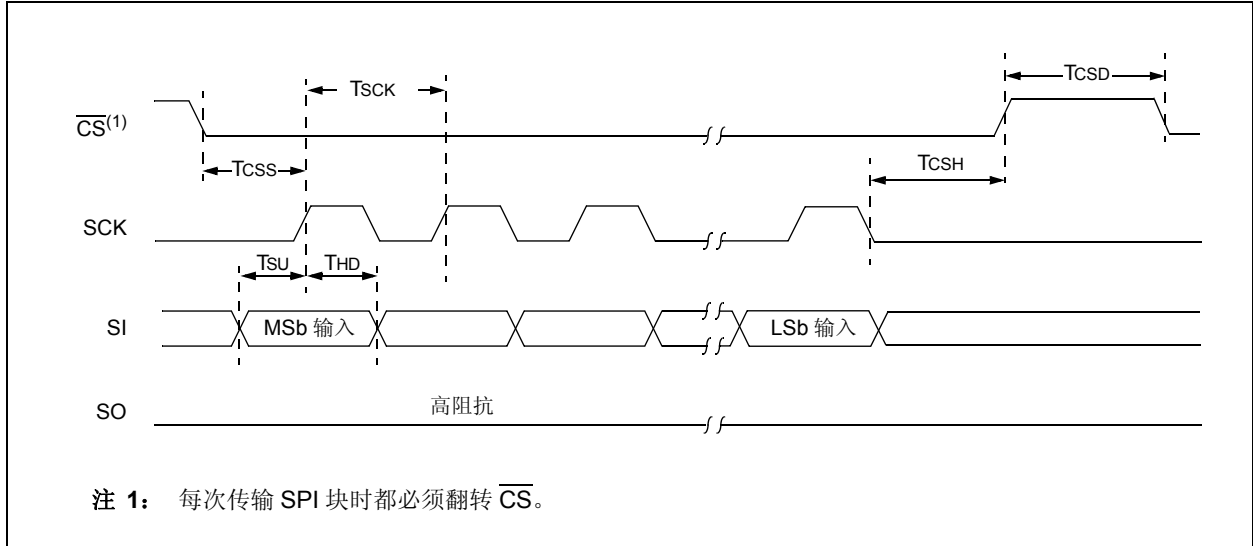 TCSD
TSCK
CS(1)
TCSS
TCSH
SCK
TSU THD
SI MSb 输入 LSb 输入
SO 高阻抗
注 1： 每次传输 SPI 块时都必须翻转 CS。